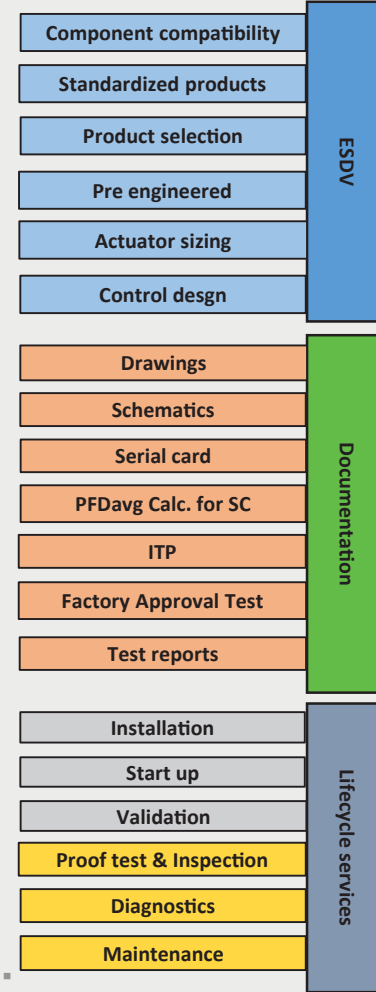 Component compatibility
Standardized products
Product selection
Pre engineered
Actuator sizing
Control desgn
ESDV
Drawings
Schematics
Serial card
PFDavg Calc. for SC
ITP
Factory Approval Test
Test reports
Documentation
Installation
Start up
Validation
Proof test & Inspection
Diagnostics
Maintenance
Lifecycle services